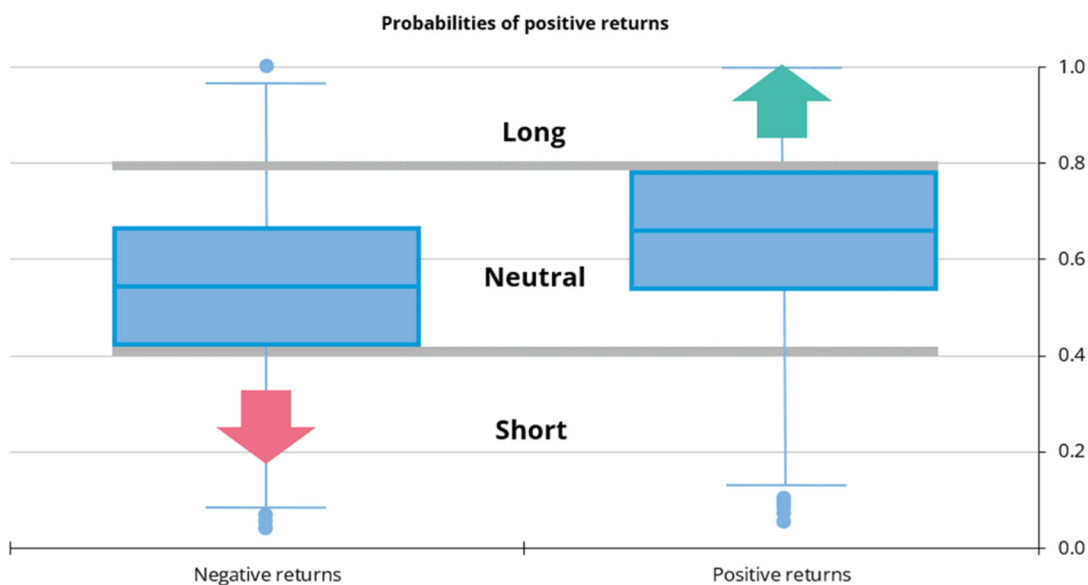 Probabilities of positive returns
1.0
Long
0.8
0.6
Neutral
0.4
Short
0.2
0.0
Negative returns
Positive returns